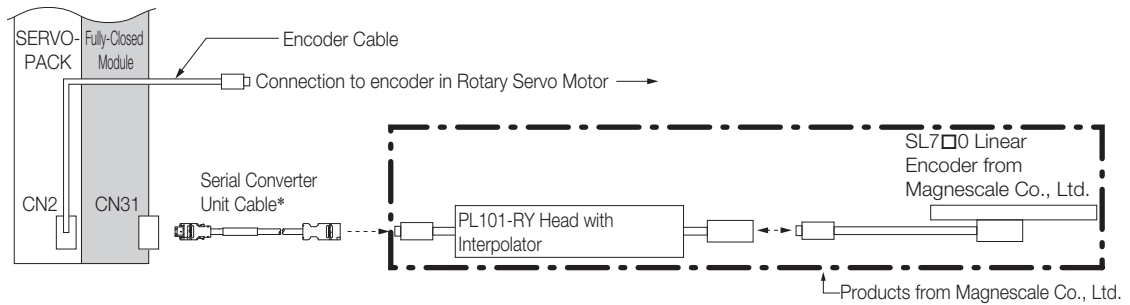 SERVO-
PACK
Fully-Closed
Module
Encoder Cable
Connection to encoder in Rotary Servo Motor
CN2
CN31
Serial Converter
Unit Cable*
PL101-RY Head with
Interpolator
SL7□0 Linear
Encoder from
Magnescale Co., Ltd.
Products from Magnescale Co., Ltd.